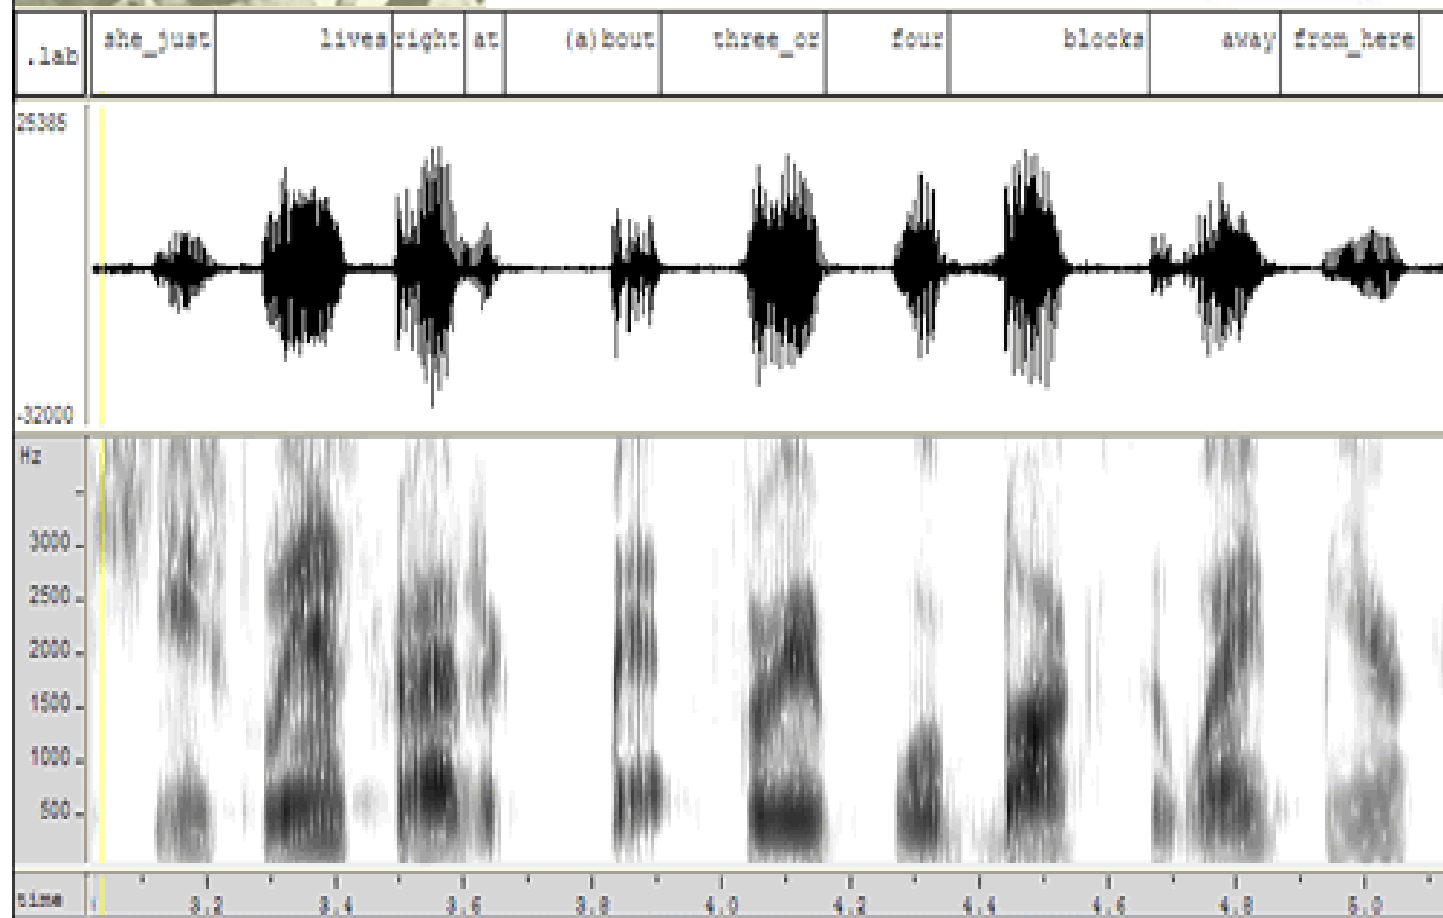 .lab she_just lives right at (a)bout three_or four blocks away from_here
25385
-32000
Hz
3000
2500
2000
1500
1000
500
time 3.2 3.4 3.6 3.8 4.0 4.2 4.4 4.6 4.8 5.0